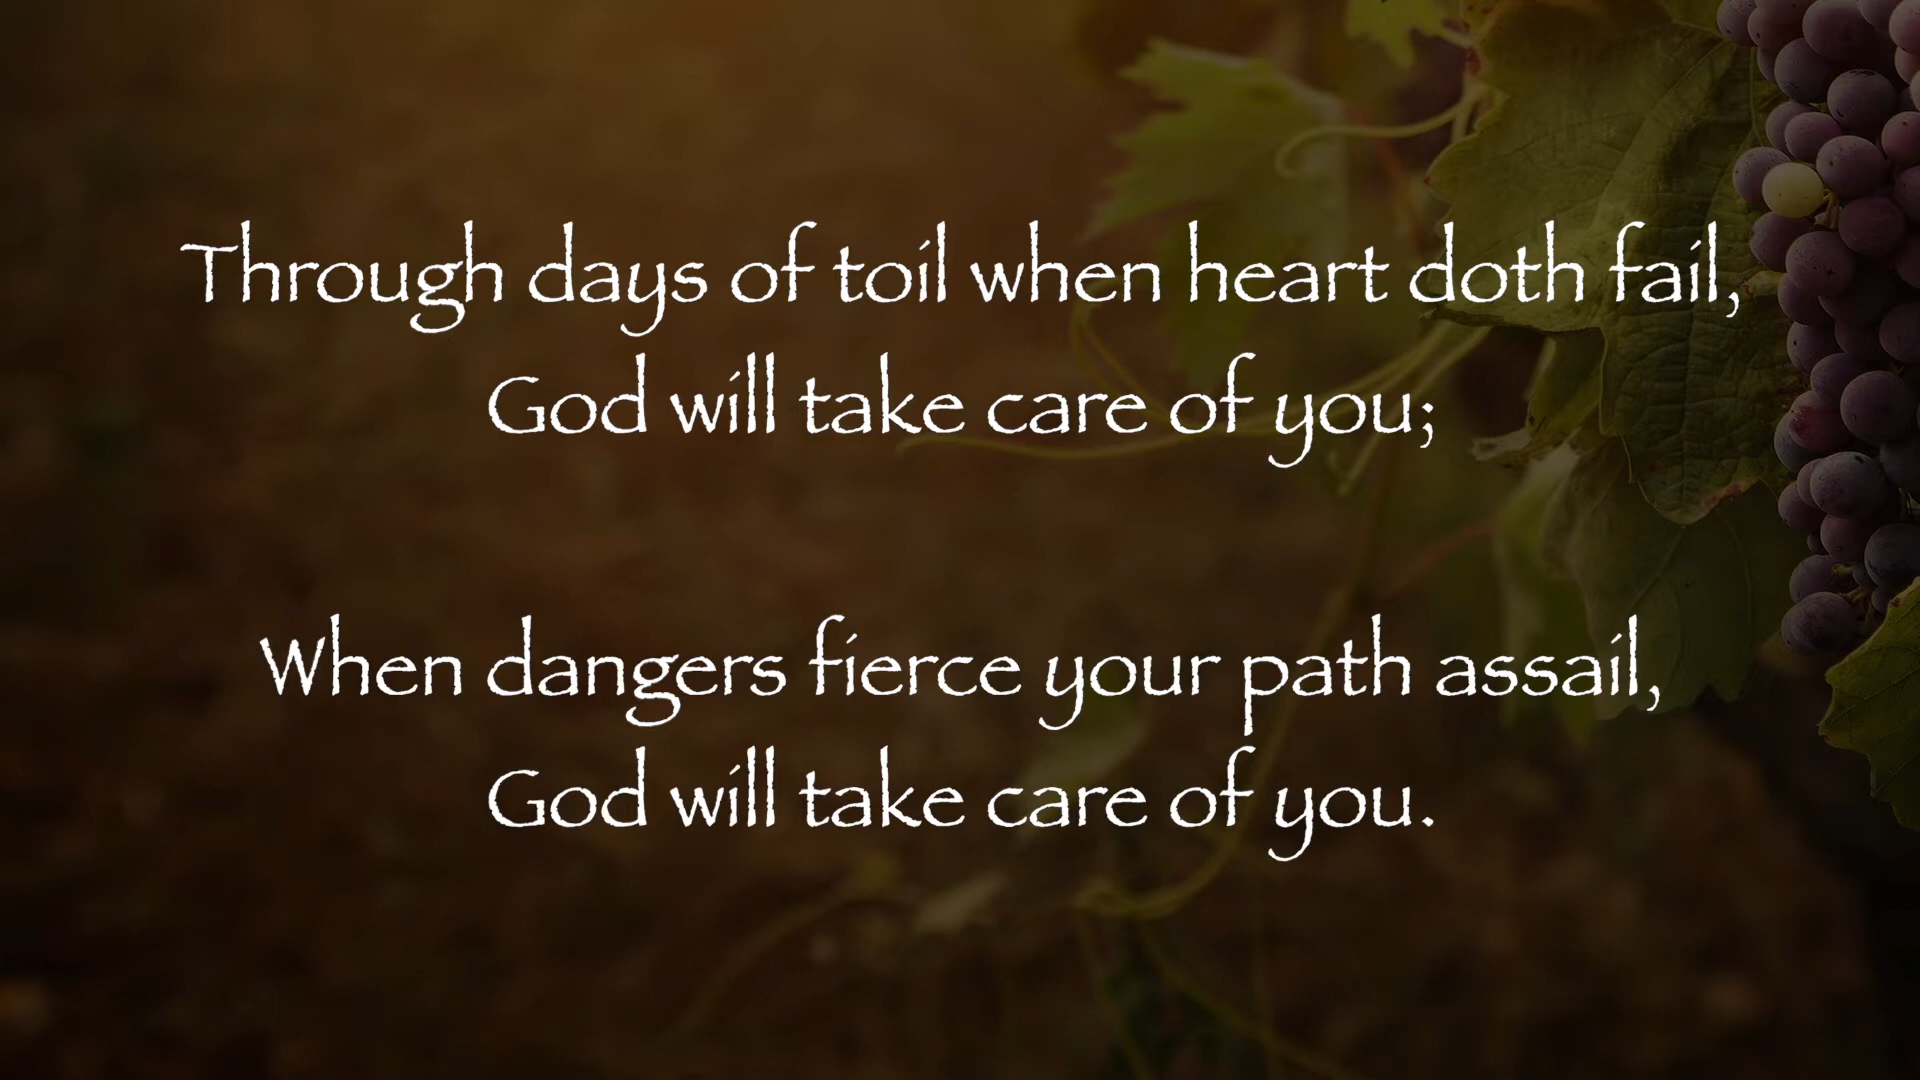 Through days of toil when heart doth fail,
God will take care of you;
When dangers fierce your path assail,
God will take care of you.